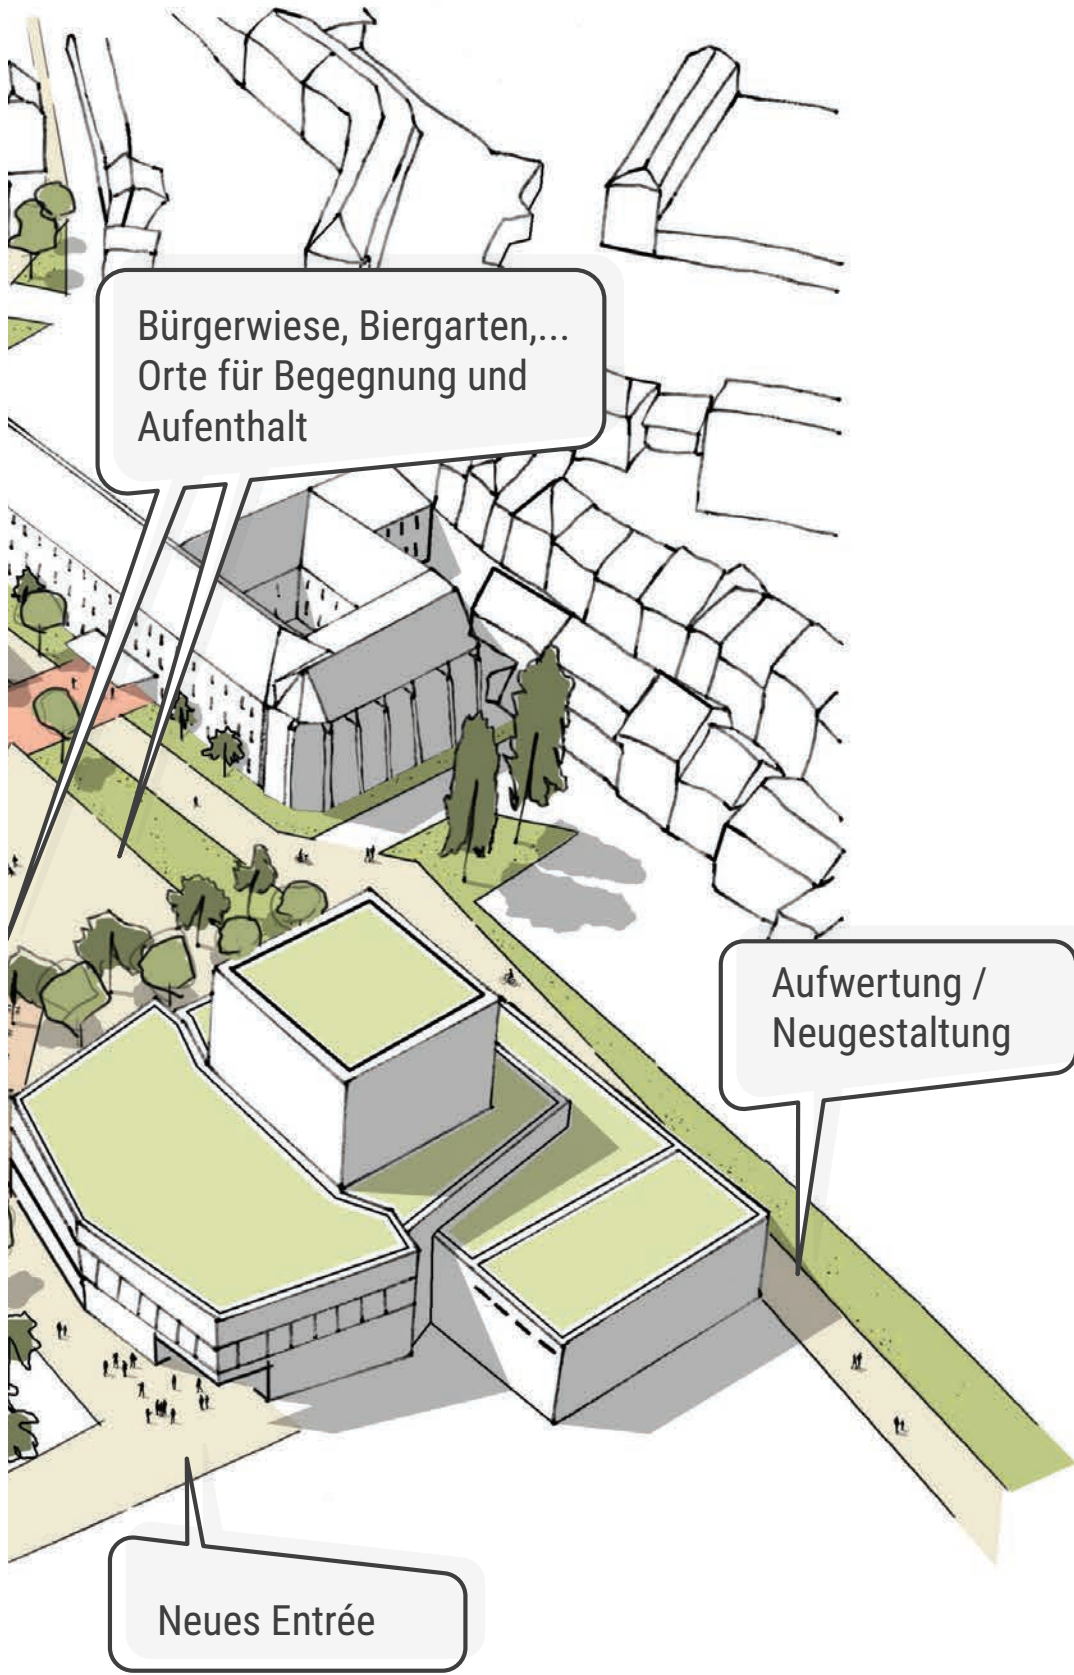 Bürgerwiese, Biergarten,...
Orte für Begegnung und
Aufenthalt
Aufwertung /
Neugestaltung
Neues Entrée